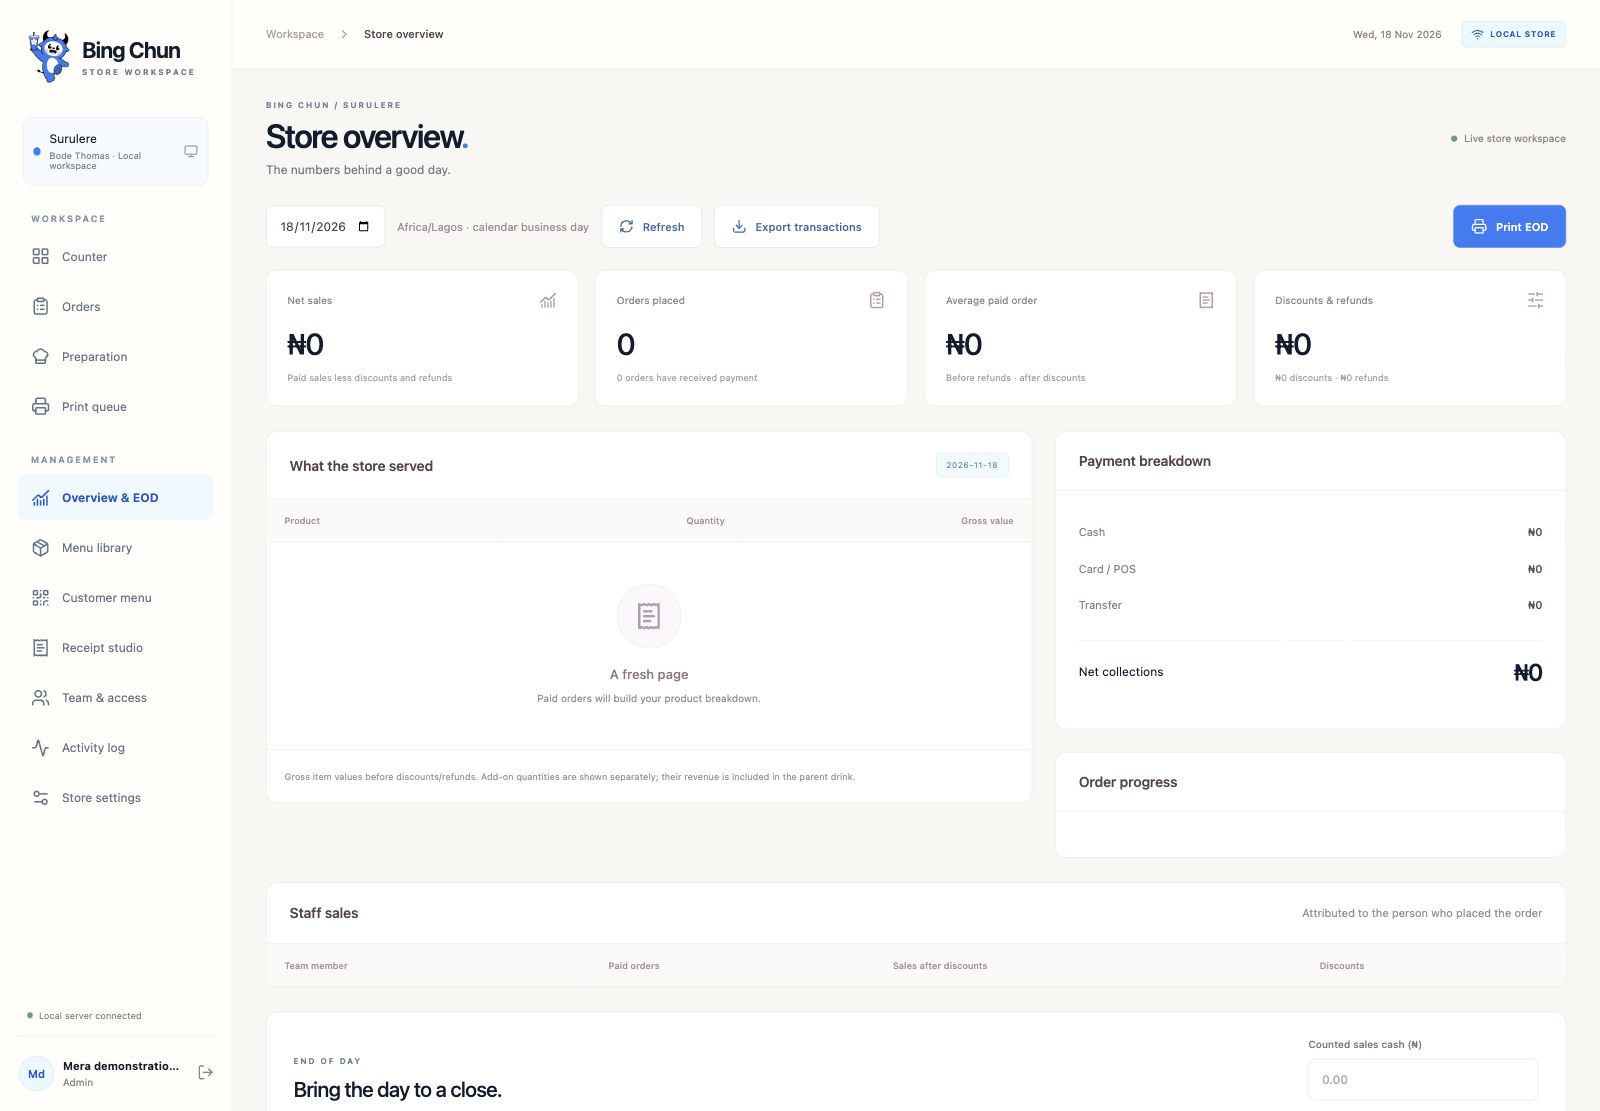 Bing Chun
STORE WORKSPACE
Surulere
Bode Thomas · Local
workspace
WORKSPACE
Counter
Orders
Preparation
Print queue
MANAGEMENT
Overview & EOD
Menu library
Customer menu
Receipt studio
Team & access
Activity log
Store settings
Local server connected
Md
Mera demonstratio...
Admin
Workspace > Store overview
Wed, 18 Nov 2026
LOCAL STORE
BING CHUN / SURULERE
Store overview.
The numbers behind a good day.
Live store workspace
18/11/2026
Africa/Lagos · calendar business day
Refresh
Export transactions
Print EOD
Net sales
₦0
Paid sales less discounts and refunds
Orders placed
0
0 orders have received payment
Average paid order
₦0
Before refunds · after discounts
Discounts & refunds
₦0
₦0 discounts · ₦0 refunds
What the store served
2026-11-18
Product Quantity Gross value
A fresh page
Paid orders will build your product breakdown.
Gross item values before discounts/refunds. Add-on quantities are shown separately; their revenue is included in the parent drink.
Payment breakdown
Cash ₦0
Card / POS ₦0
Transfer ₦0
Net collections ₦0
Order progress
Staff sales
Attributed to the person who placed the order
Team member Paid orders Sales after discounts Discounts
END OF DAY
Bring the day to a close.
Counted sales cash (₦)
0.00